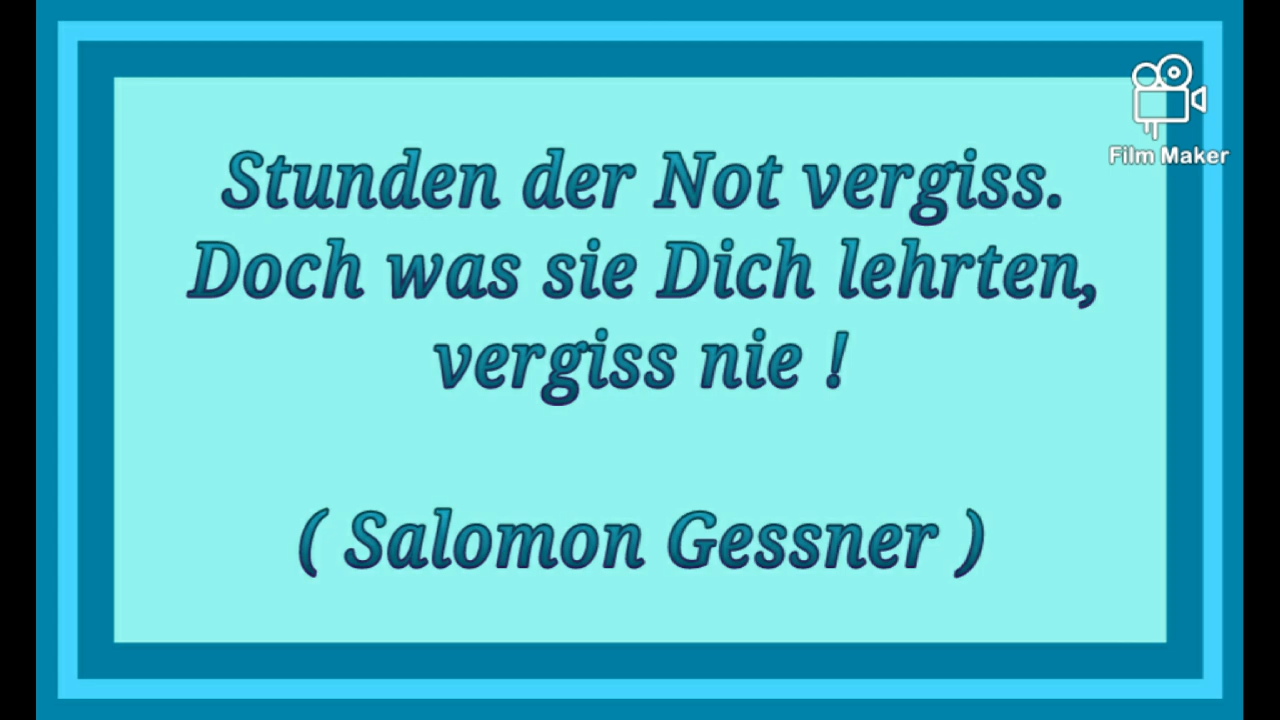 Film Maker
Stunden der Not vergiss.
Doch was sie Dich lehrten,
vergiss nie !
( Salomon Gessner )